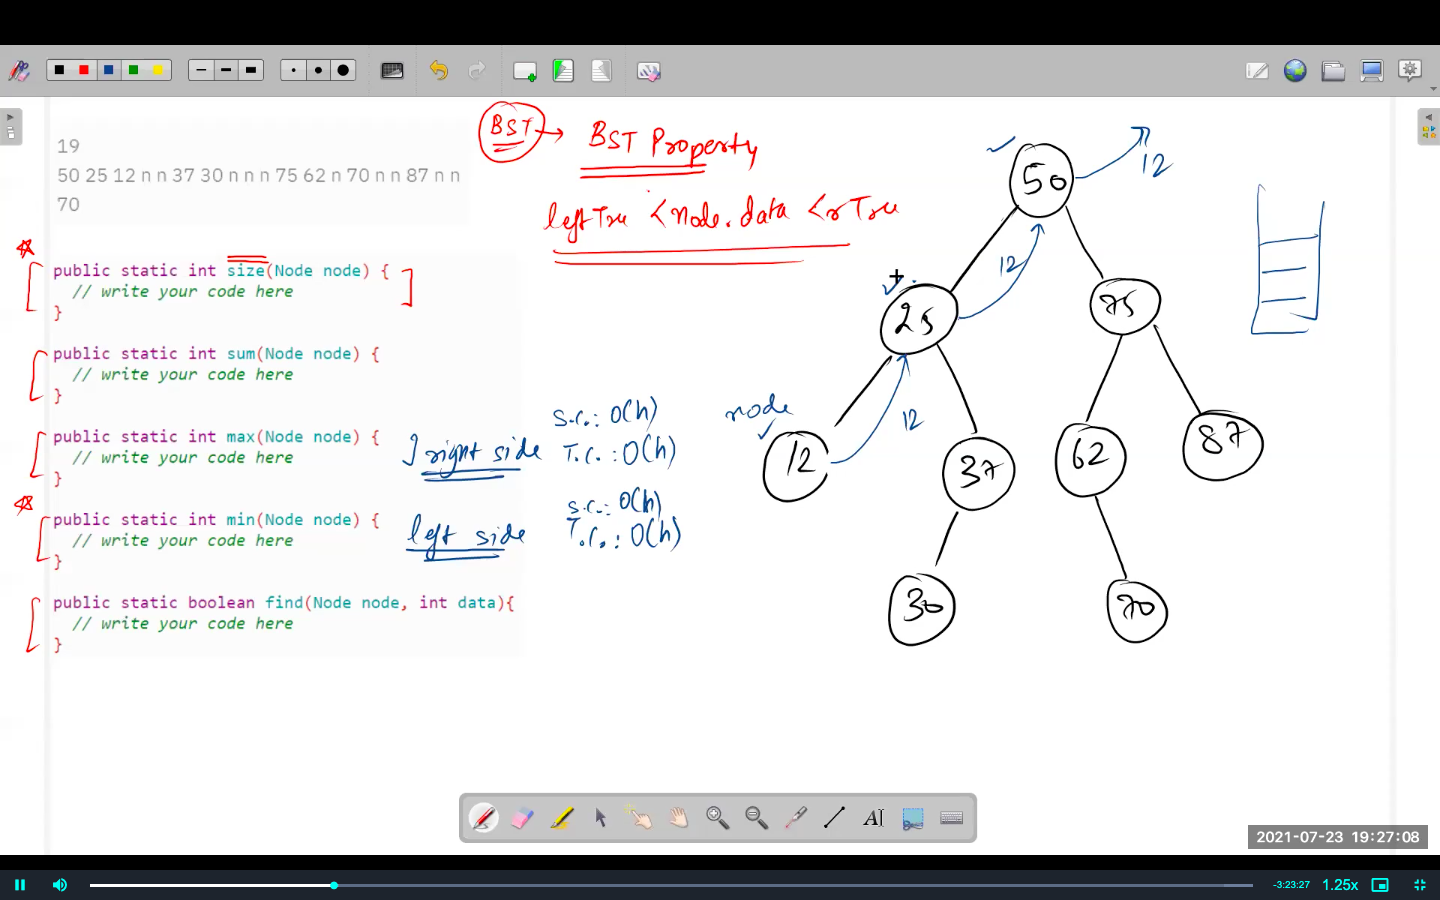 19
50 25 12 n n 37 30 n n n 75 62 n 70 n n 87 n n
70
BST → BST Property
leftTree < node.data < rTree
public static int size(Node node) {
// write your code here
}
public static int sum(Node node) {
// write your code here
}
public static int max(Node node) {
// write your code here
}
right side
S.C.: O(h)
T.C.: O(h)
public static int min(Node node) {
// write your code here
}
left side
S.C.: O(h)
T.C.: O(h)
public static boolean find(Node node, int data){
// write your code here
}
50
12
25
12
75
node
12
12
37
62
87
30
70
AI
2021-07-23 19:27:08
-3:23:27
1.25x